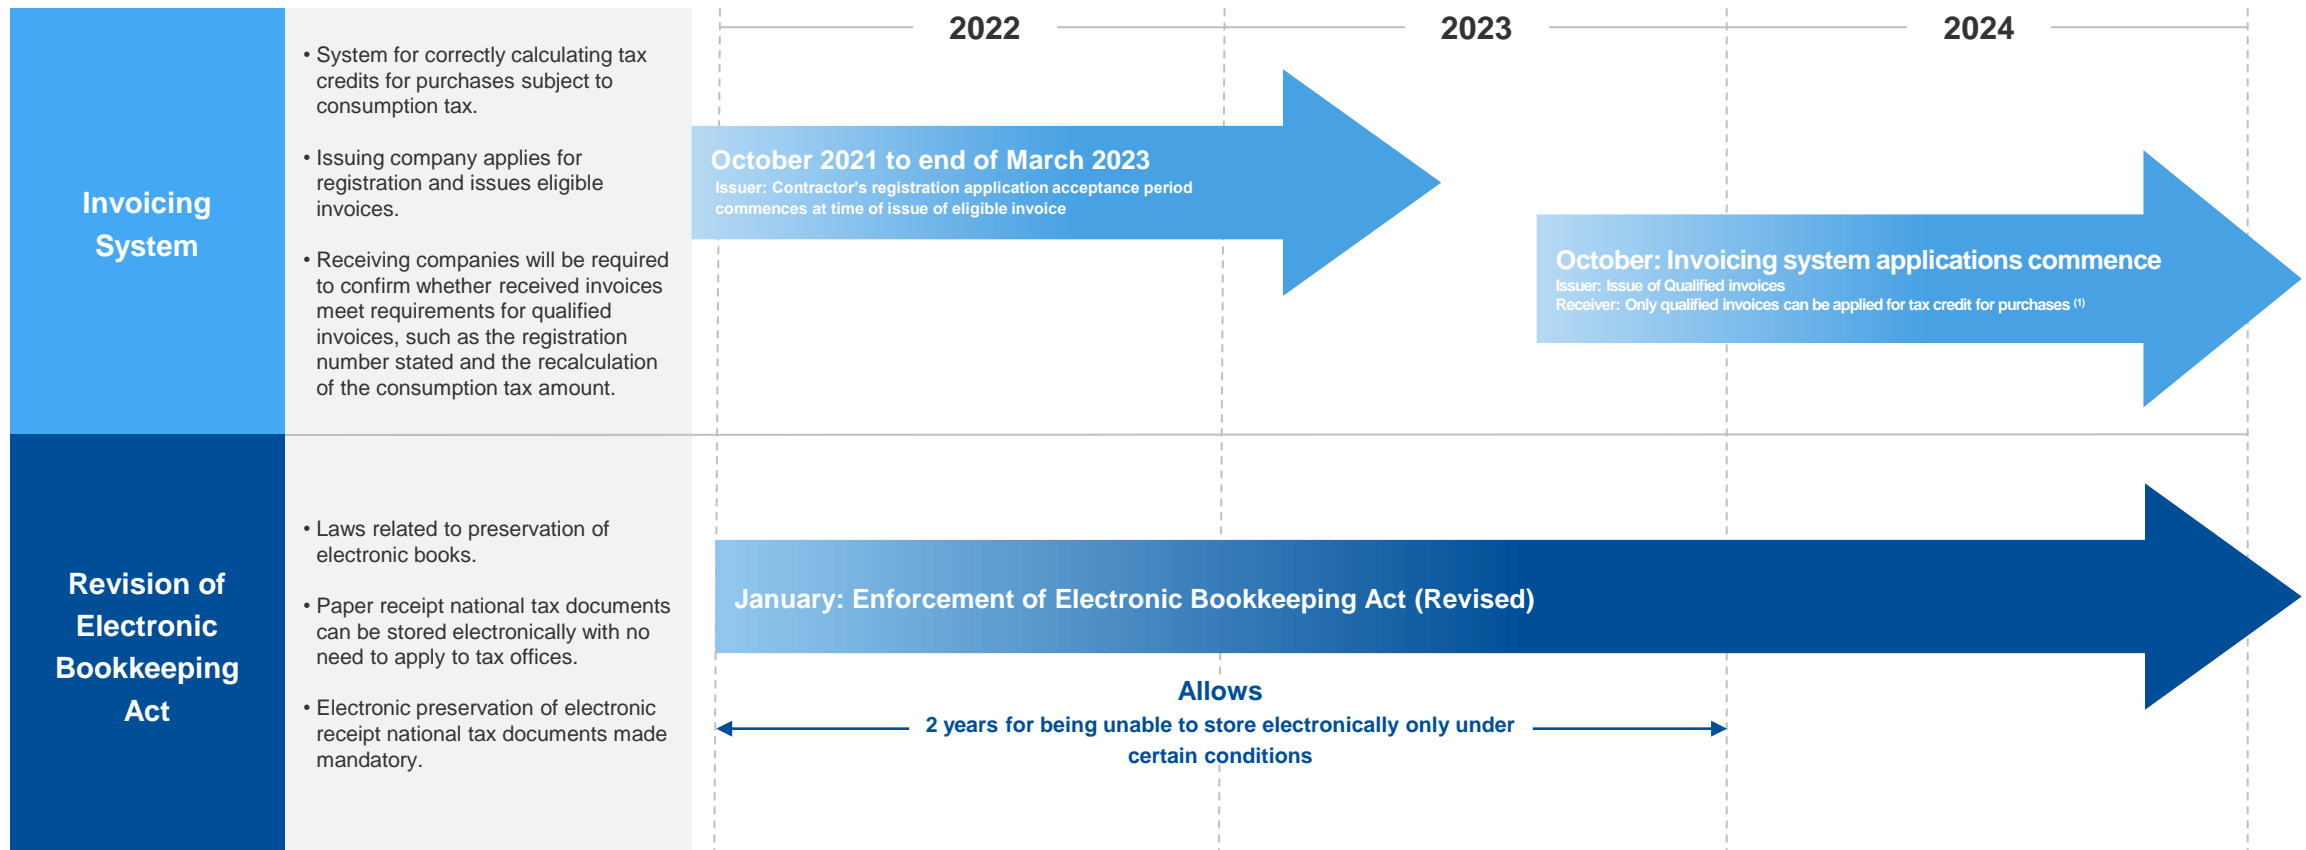 2022
2023
2024
Invoicing
System
• System for correctly calculating tax
credits for purchases subject to
consumption tax.
• Issuing company applies for
registration and issues eligible
invoices.
• Receiving companies will be required
to confirm whether received invoices
meet requirements for qualified
invoices, such as the registration
number stated and the recalculation
of the consumption tax amount.
October 2021 to end of March 2023
Issuer: Contractor's registration application acceptance period
commences at time of issue of eligible invoice
October: Invoicing system applications commence
Issuer: Issue of Qualified invoices
Receiver: Only qualified invoices can be applied for tax credit for purchases (1)
Revision of
Electronic
Bookkeeping
Act
• Laws related to preservation of
electronic books.
• Paper receipt national tax documents
can be stored electronically with no
need to apply to tax offices.
• Electronic preservation of electronic
receipt national tax documents made
mandatory.
January: Enforcement of Electronic Bookkeeping Act (Revised)
Allows
2 years for being unable to store electronically only under
certain conditions